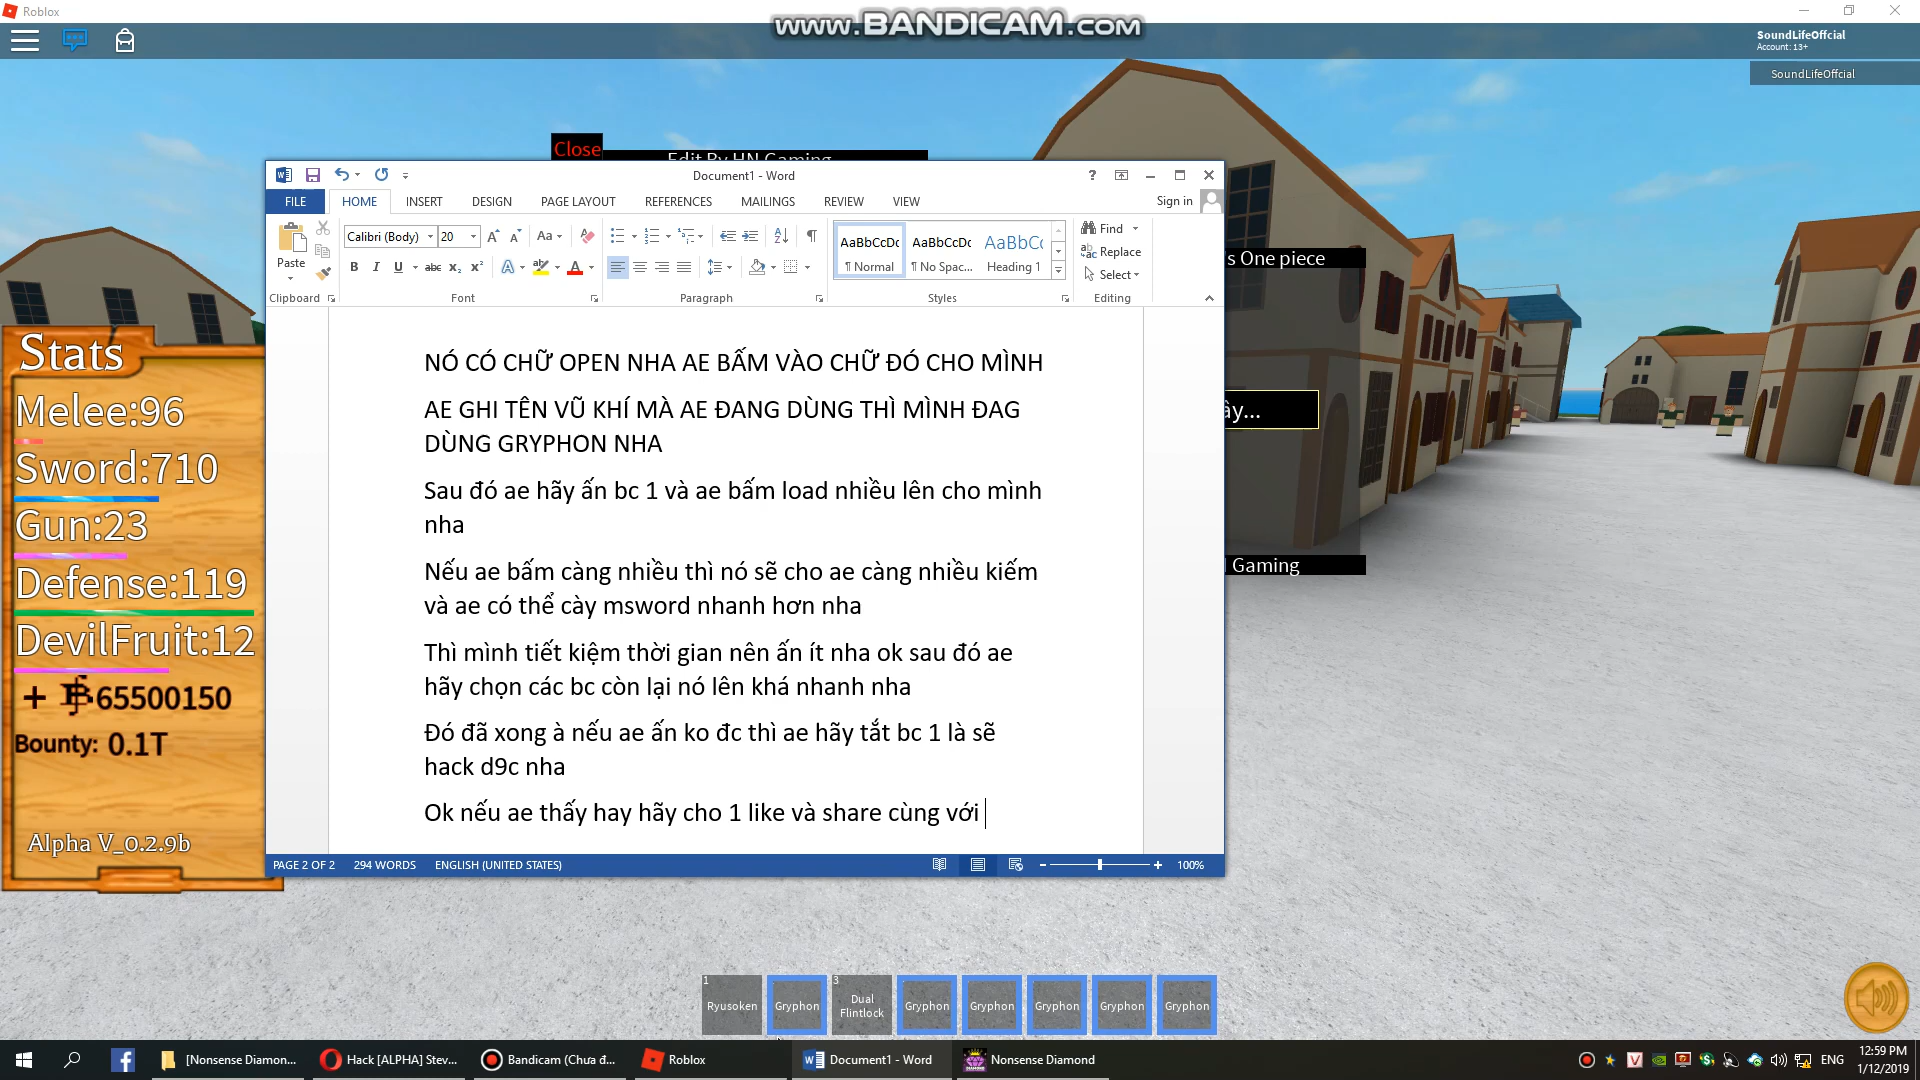 Roblox
www.BANDICAM.com
SoundLifeOffcial
Account: 13+
SoundLifeOffcial
Close
Edit By HN Gaming
Document1 - Word
FILE HOME INSERT DESIGN PAGE LAYOUT REFERENCES MAILINGS REVIEW VIEW Sign in
Paste
Calibri (Body) 20
Clipboard Font Paragraph Styles Editing
AaBbCcDc AaBbCcDc AaBbCc
¶ Normal ¶ No Spac... Heading 1
Find
Replace
Select
's One piece
ây...
Gaming
NÓ CÓ CHỮ OPEN NHA AE BẤM VÀO CHỮ ĐÓ CHO MÌNH
AE GHI TÊN VŨ KHÍ MÀ AE ĐANG DÙNG THÌ MÌNH ĐAG
DÙNG GRYPHON NHA
Sau đó ae hãy ấn bc 1 và ae bấm load nhiều lên cho mình
nha
Nếu ae bấm càng nhiều thì nó sẽ cho ae càng nhiều kiếm
và ae có thể cày msword nhanh hơn nha
Thì mình tiết kiệm thời gian nên ấn ít nha ok sau đó ae
hãy chọn các bc còn lại nó lên khá nhanh nha
Đó đã xong à nếu ae ấn ko đc thì ae hãy tắt bc 1 là sẽ
hack d9c nha
Ok nếu ae thấy hay hãy cho 1 like và share cùng với
PAGE 2 OF 2 294 WORDS ENGLISH (UNITED STATES) 100%
Stats
Melee:96
Sword:710
Gun:23
Defense:119
DevilFruit:12
+ 65500150
Bounty: 0.1T
Alpha V_0.2.9b
1 Ryusoken
Gryphon
3 Dual Flintlock
Gryphon
Gryphon
Gryphon
Gryphon
Gryphon
[Nonsense Diamon... Hack [ALPHA] Stev... Bandicam (Chưa đ... Roblox Document1 - Word Nonsense Diamond ENG
12:59 PM
1/12/2019